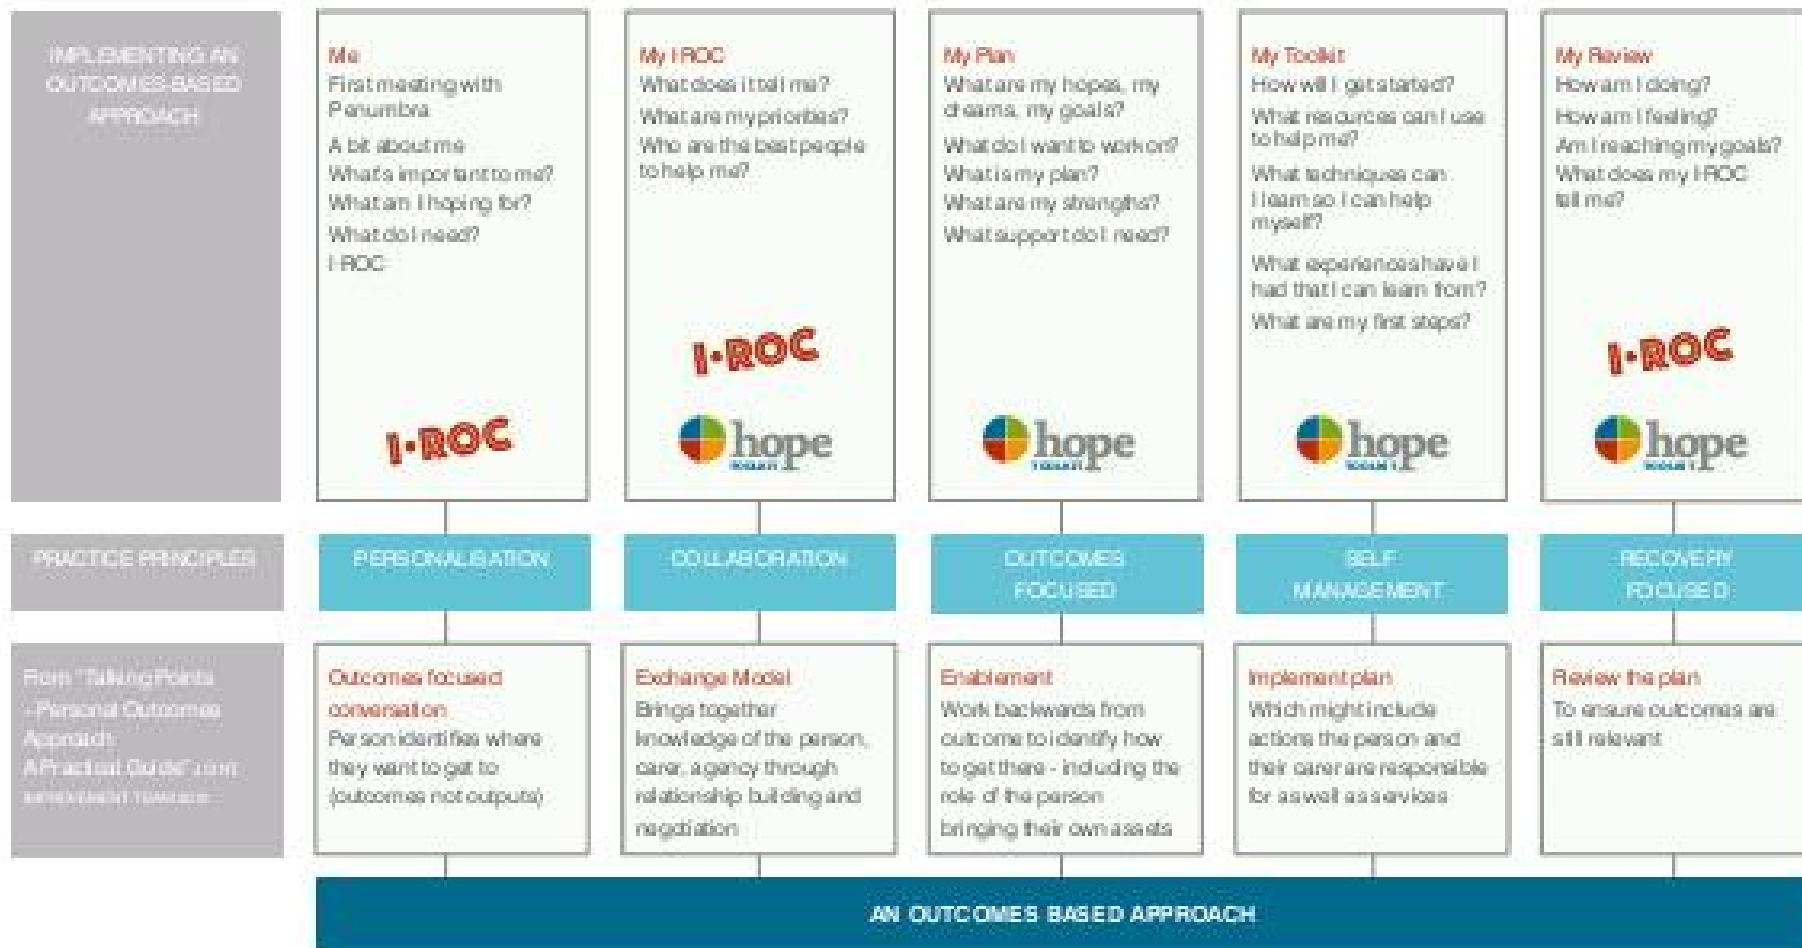 IMPLEMENTING AN
OUTCOMES-BASED
APPROACH
Me
First meeting with
Penumbra
A bit about me
What's important to me?
What am I hoping for?
What do I need?
I-ROC
I•ROC
My I-ROC
What does it tell me?
What are my priorities?
Who are the best people
to help me?
I•ROC
hope
TOOLKIT
My Plan
What are my hopes, my
dreams, my goals?
What do I want to work on?
What is my plan?
What are my strengths?
What support do I need?
hope
TOOLKIT
My Toolkit
How will I get started?
What resources can I use
to help me?
What techniques can
I learn so I can help
myself?
What experiences have I
had that I can learn from?
What are my first steps?
hope
TOOLKIT
My Review
How am I doing?
How am I feeling?
Am I reaching my goals?
What does my I-ROC
tell me?
I•ROC
hope
TOOLKIT
PRACTICE PRINCIPLES
PERSONALISATION
COLLABORATION
OUTCOMES
FOCUSED
SELF
MANAGEMENT
RECOVERY
FOCUSED
From "Talking Points
- Personal Outcomes
Approach
A Practical Guide" JOINT
IMPROVEMENT TEAM
Outcomes focused
conversation
Person identifies where
they want to get to
(outcomes not outputs)
Exchange Model
Brings together
knowledge of the person,
carer, agency through
relationship building and
negotiation
Enablement
Work backwards from
outcome to identify how
to get there - including the
role of the person
bringing their own assets
Implement plan
Which might include
actions the person and
their carer are responsible
for as well as services
Review the plan
To ensure outcomes are
still relevant
AN OUTCOMES BASED APPROACH